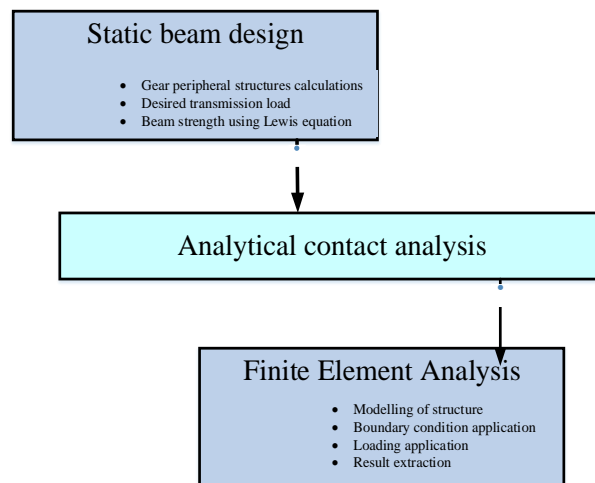 Static beam design
• Gear peripheral structures calculations
• Desired transmission load
• Beam strength using Lewis equation
Analytical contact analysis
Finite Element Analysis
• Modelling of structure
• Boundary condition application
• Loading application
• Result extraction